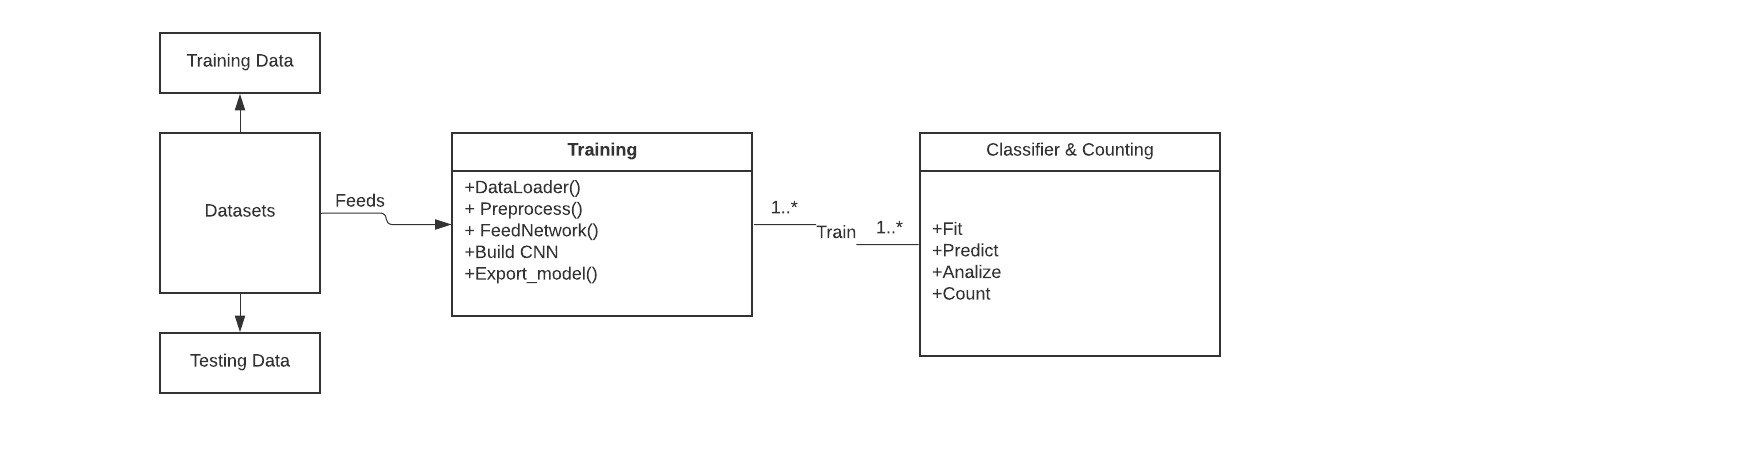 Training Data
Datasets
Testing Data
Feeds
Training
+DataLoader()
+ Preprocess()
+ FeedNetwork()
+Build CNN
+Export_model()
1..*
Train
1..*
Classifier & Counting
+Fit
+Predict
+Analize
+Count